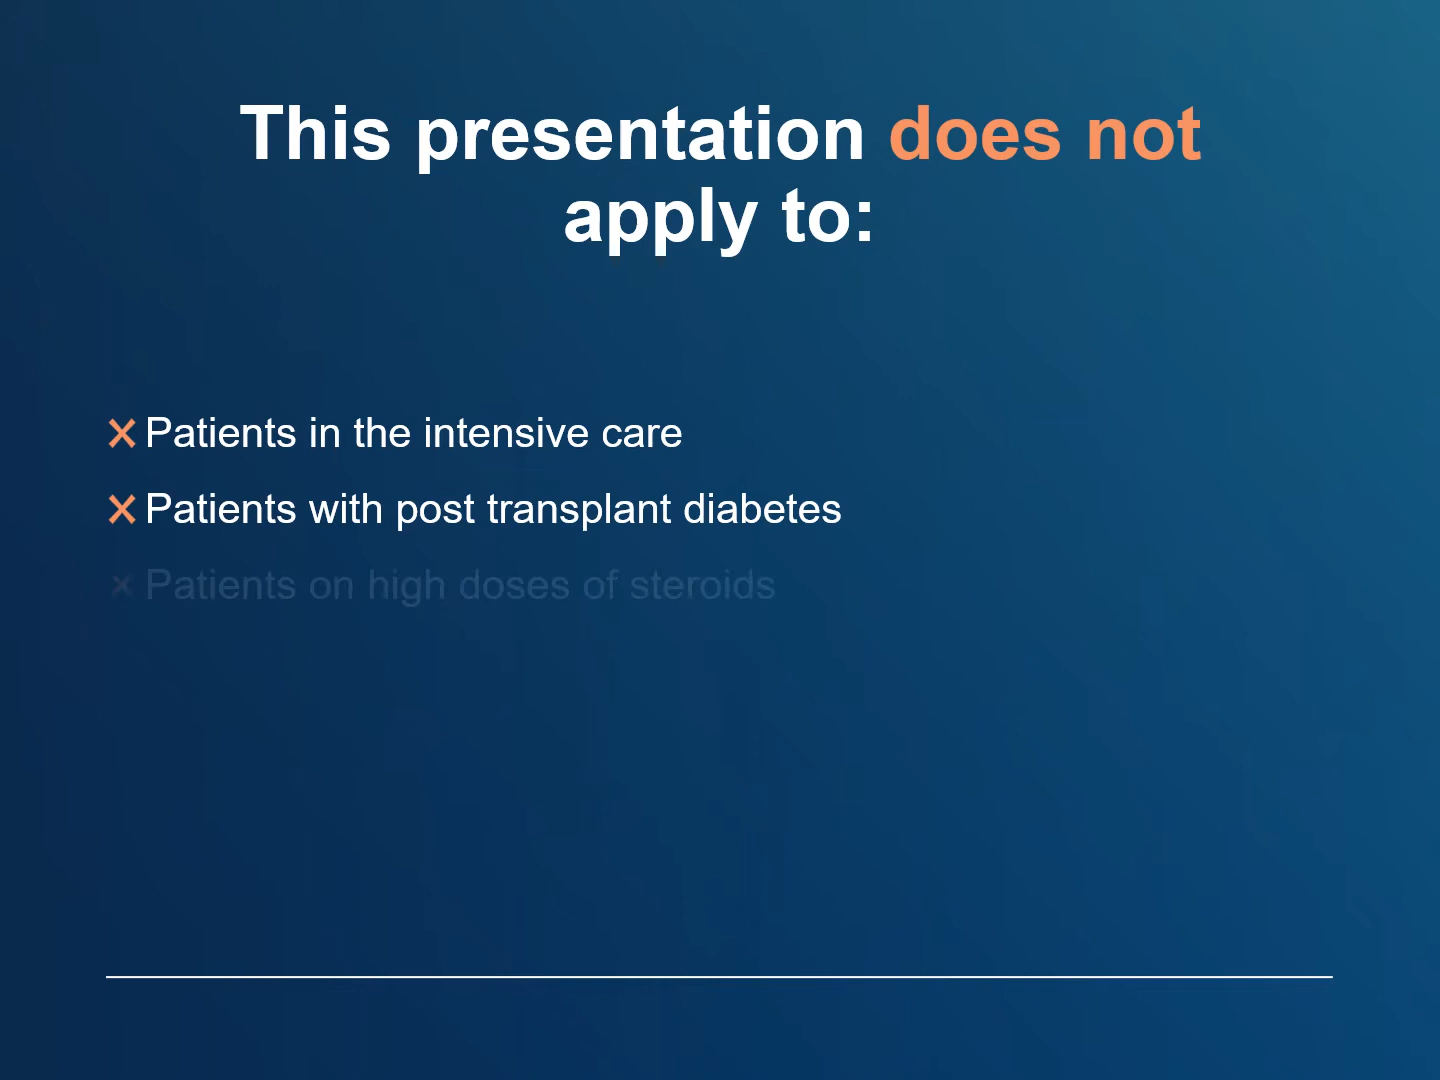 This presentation does not
apply to:
Patients in the intensive care
Patients with post transplant diabetes
Patients on high doses of steroids